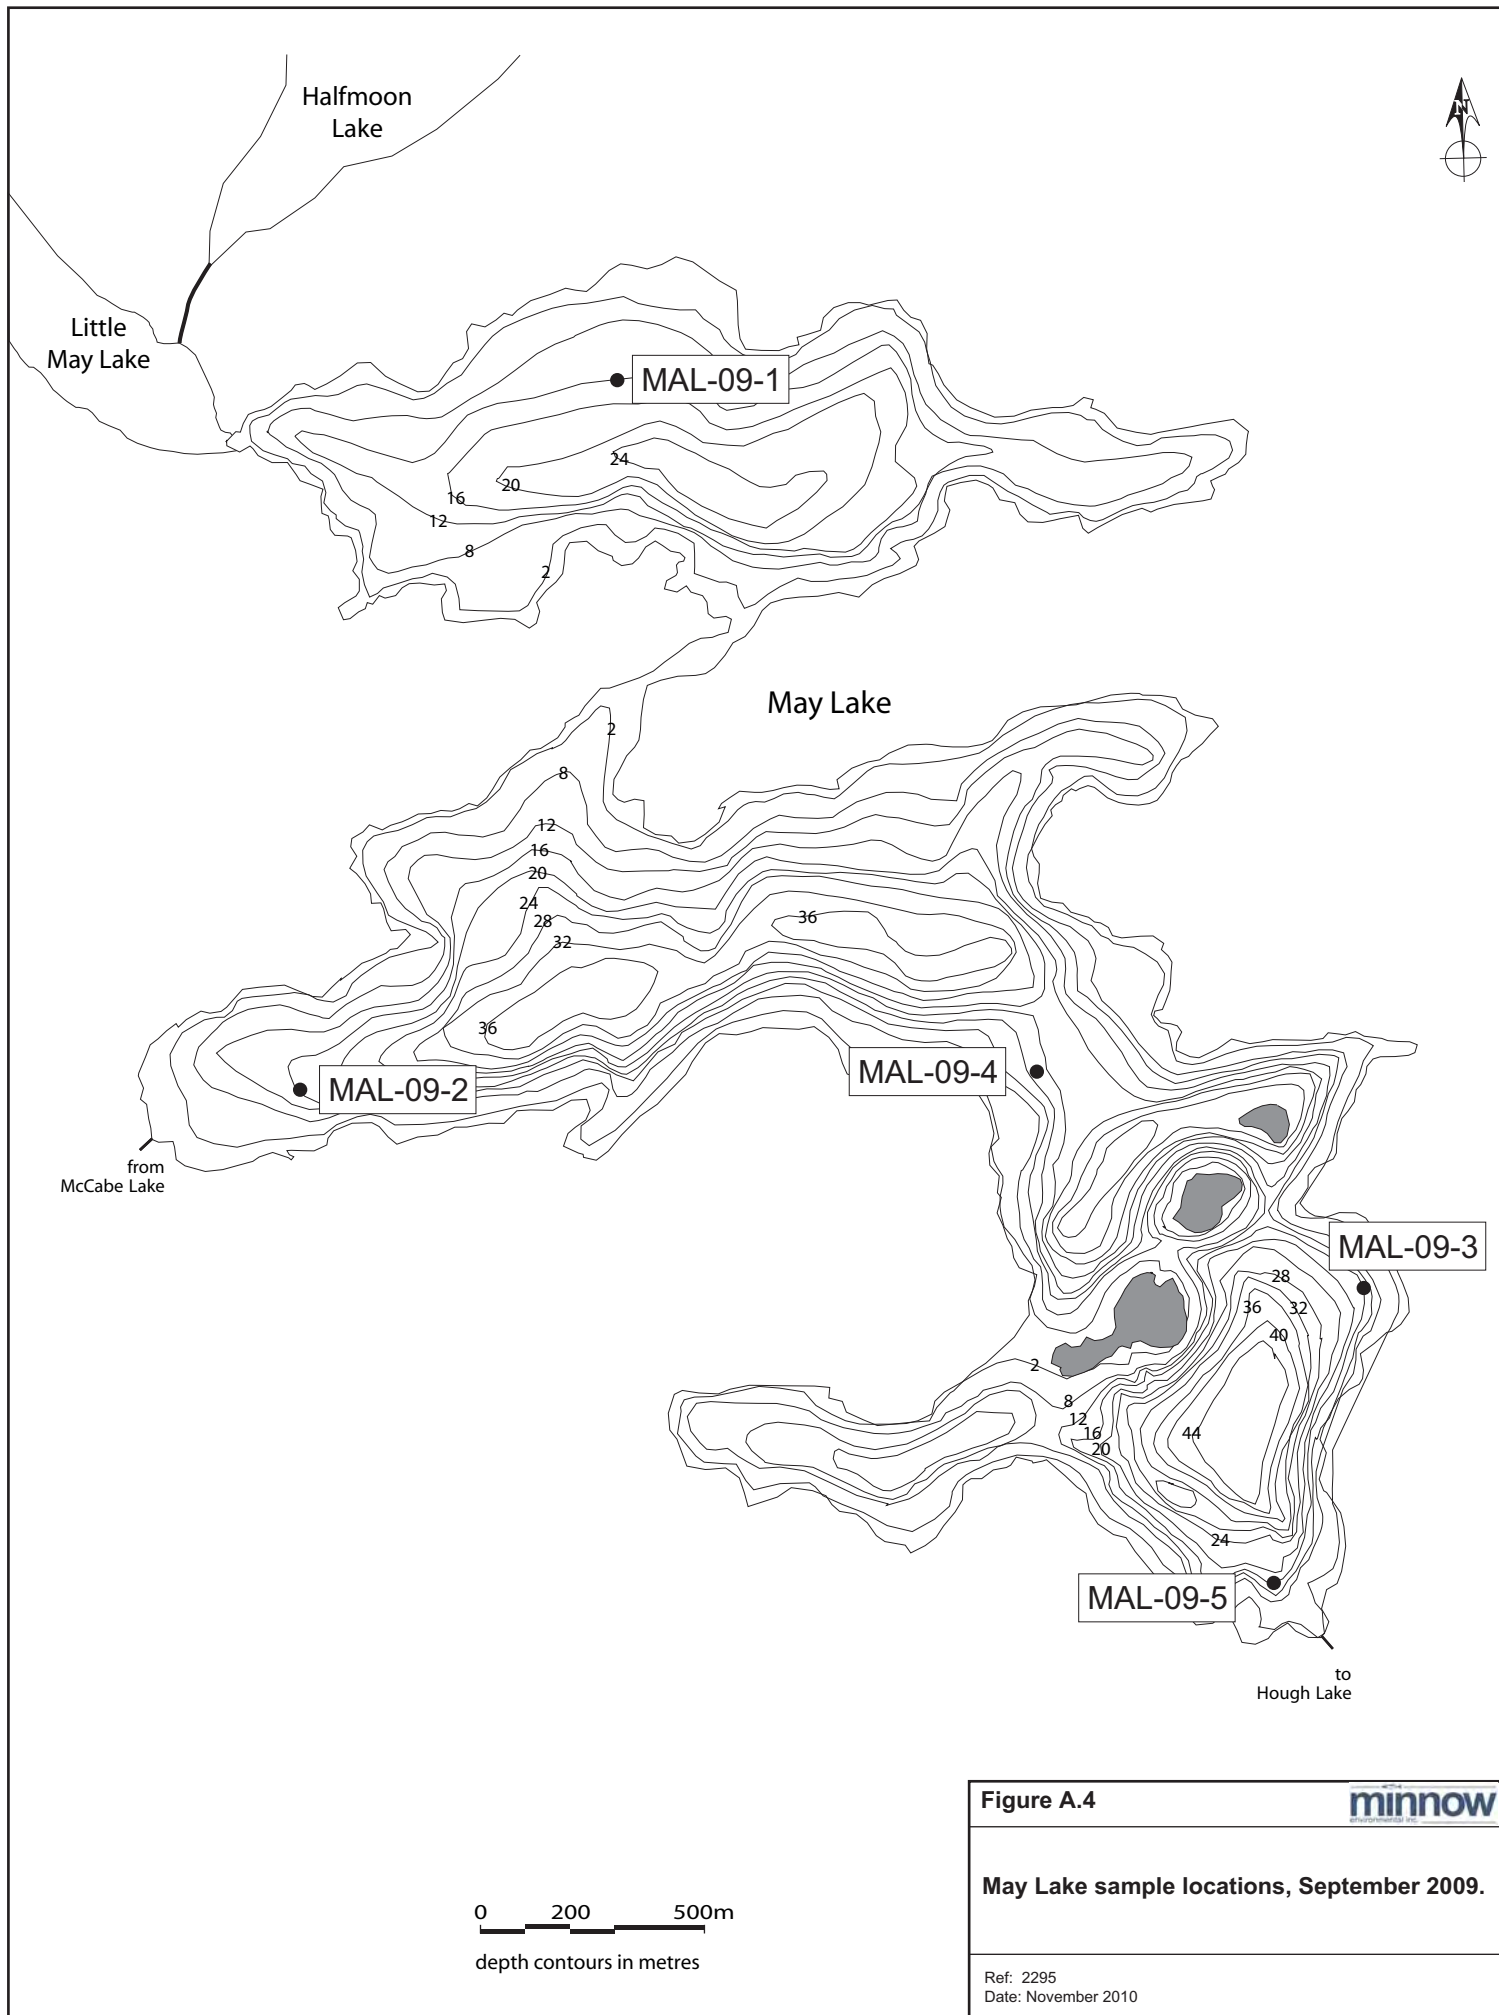 Halfmoon
Lake
N
Little
May Lake
MAL-09-1
24
20
16
12
8
2
May Lake
2
8
12
16
20
24
28
32
36
36
MAL-09-4
MAL-09-2
from
McCabe Lake
MAL-09-3
28
36
32
40
2
8
12
16
20
44
24
MAL-09-5
to
Hough Lake
0 200 500m
depth contours in metres
Figure A.4
minnow
environmental inc.
May Lake sample locations, September 2009.
Ref: 2295
Date: November 2010